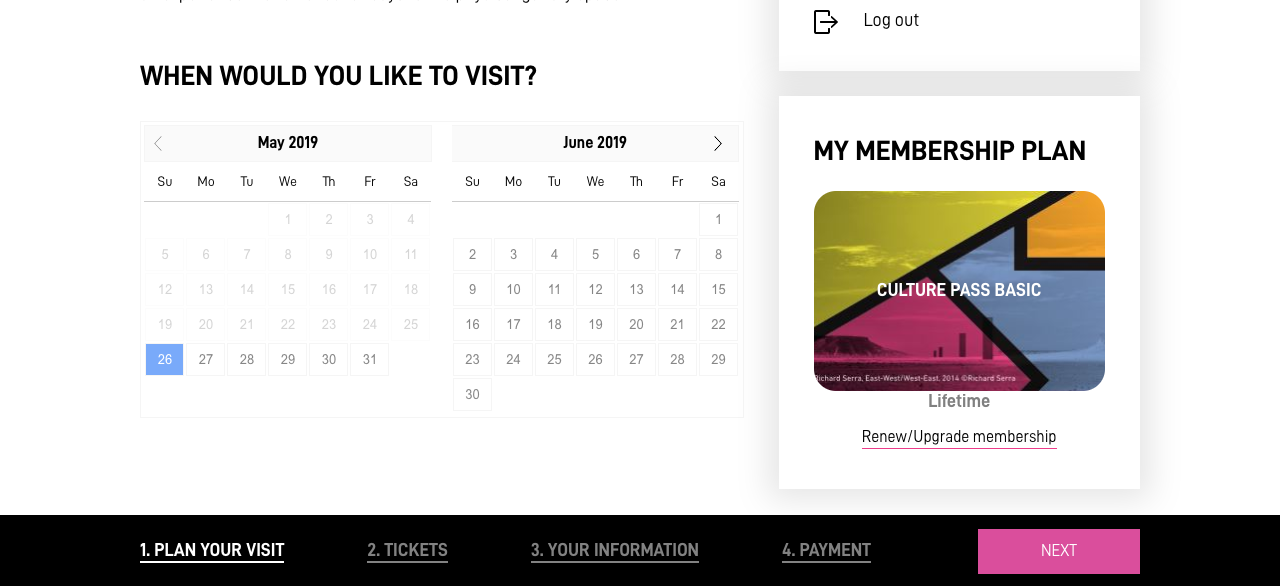 Log out
WHEN WOULD YOU LIKE TO VISIT?
May 2019
Su Mo Tu We Th Fr Sa
1 2 3 4
5 6 7 8 9 10 11
12 13 14 15 16 17 18
19 20 21 22 23 24 25
26 27 28 29 30 31
June 2019
Su Mo Tu We Th Fr Sa
1
2 3 4 5 6 7 8
9 10 11 12 13 14 15
16 17 18 19 20 21 22
23 24 25 26 27 28 29
30
MY MEMBERSHIP PLAN
CULTURE PASS BASIC
Richard Serra, East-West/West-East, 2014 ©Richard Serra
Lifetime
Renew/Upgrade membership
1. PLAN YOUR VISIT
2. TICKETS
3. YOUR INFORMATION
4. PAYMENT
NEXT